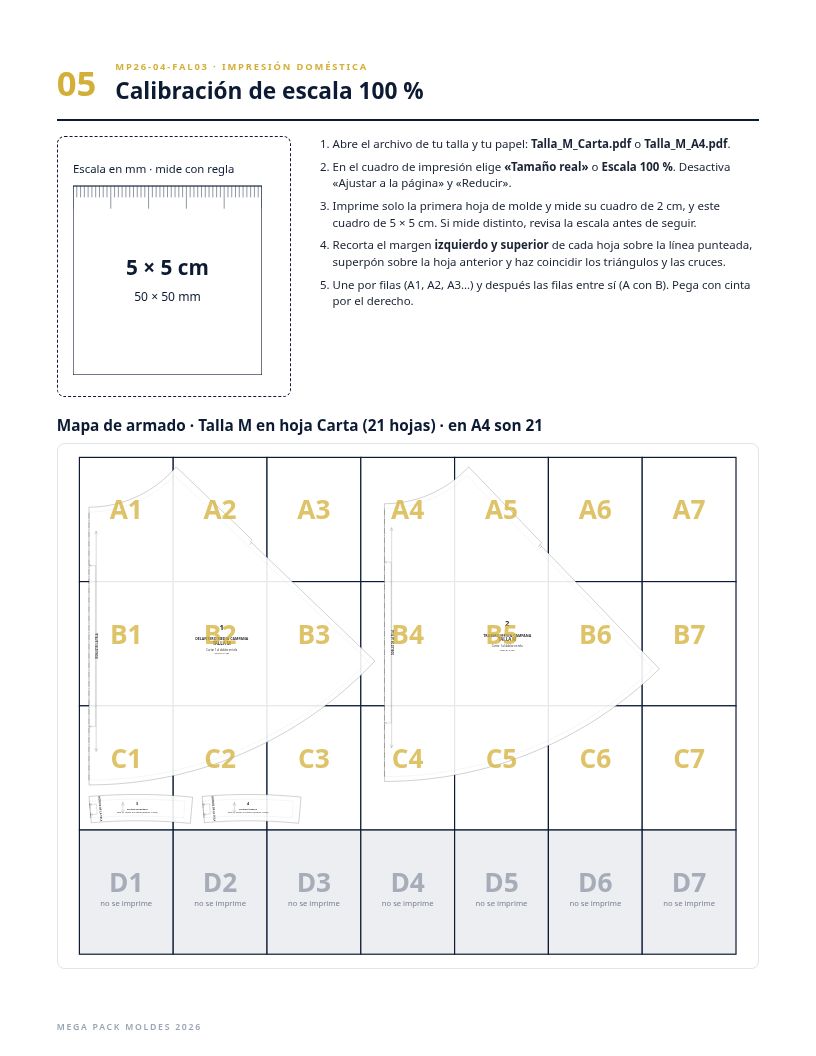 05
MP26-04-FAL03 · IMPRESIÓN DOMÉSTICA
Calibración de escala 100 %
Escala en mm · mide con regla
5 × 5 cm
50 × 50 mm
1. Abre el archivo de tu talla y tu papel: Talla_M_Carta.pdf o Talla_M_A4.pdf.
2. En el cuadro de impresión elige «Tamaño real» o Escala 100 %. Desactiva
«Ajustar a la página» y «Reducir».
3. Imprime solo la primera hoja de molde y mide su cuadro de 2 cm, y este
cuadro de 5 × 5 cm. Si mide distinto, revisa la escala antes de seguir.
4. Recorta el margen izquierdo y superior de cada hoja sobre la línea punteada,
superpón sobre la hoja anterior y haz coincidir los triángulos y las cruces.
5. Une por filas (A1, A2, A3...) y después las filas entre sí (A con B). Pega con cinta
por el derecho.
Mapa de armado · Talla M en hoja Carta (21 hojas) · en A4 son 21
A1 A2 A3 A4 A5 A6 A7
B1 B2 B3 B4 B5 B6 B7
2
C1 C2 C3 C4 C5 C6 C7
3
4
D1 D2 D3 D4 D5 D6 D7
no se imprime no se imprime no se imprime no se imprime no se imprime no se imprime no se imprime
MEGA PACK MOLDES 2026